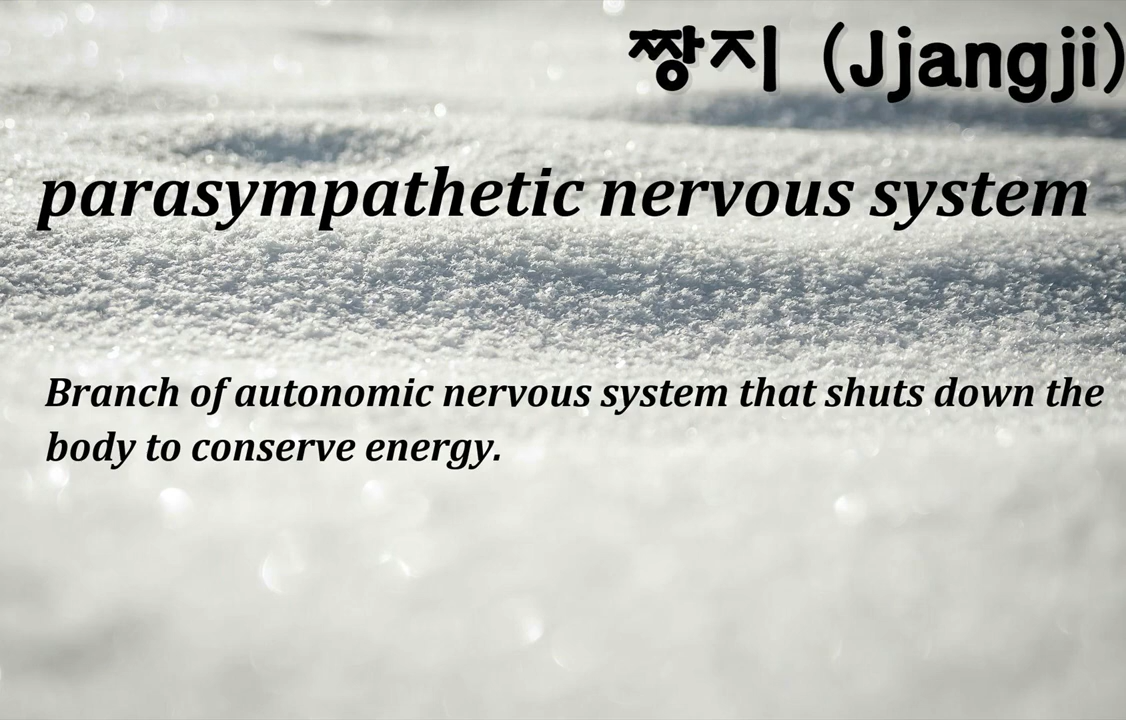 짱지 (Jjangji)
parasympathetic nervous system
Branch of autonomic nervous system that shuts down the
body to conserve energy.